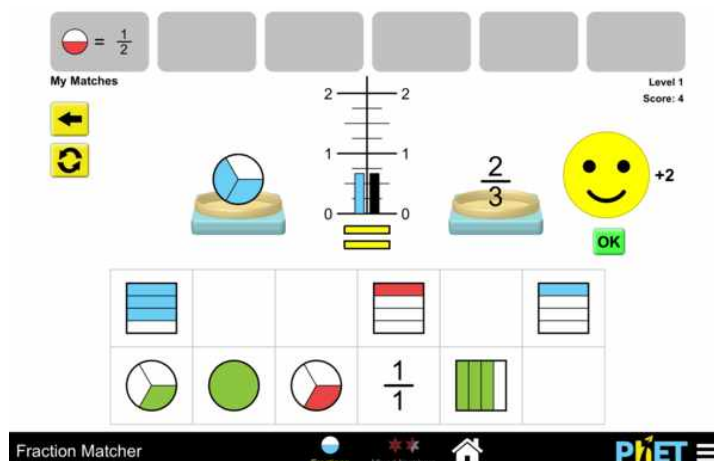 = 1/2
My Matches
Level 1
Score: 4
2 2
1 1
0 0
2/3
+2
OK
1/1
Fraction Matcher
PhET